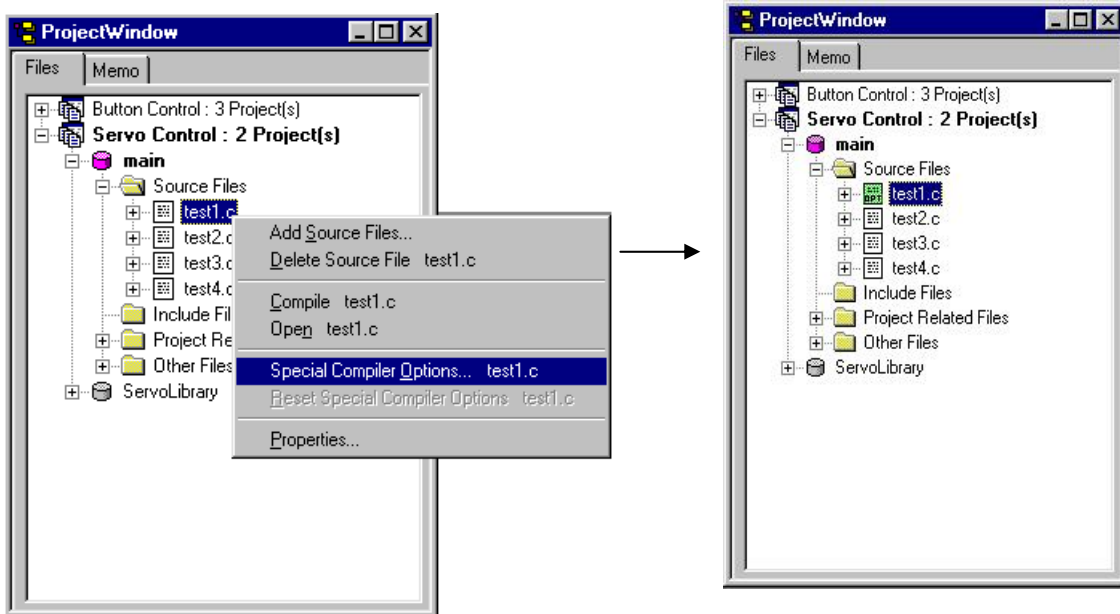 ProjectWindow
Files Memo
Button Control : 3 Project(s)
Servo Control : 2 Project(s)
main
Source Files
test1.c
test2.c
test3.c
test4.c
Include Fil
Project Re
Other Files
ServoLibrary
Add Source Files...
Delete Source File test1.c
Compile test1.c
Open test1.c
Special Compiler Options... test1.c
Reset Special Compiler Options test1.c
Properties...
ProjectWindow
Files Memo
Button Control : 3 Project(s)
Servo Control : 2 Project(s)
main
Source Files
OPT test1.c
test2.c
test3.c
test4.c
Include Files
Project Related Files
Other Files
ServoLibrary